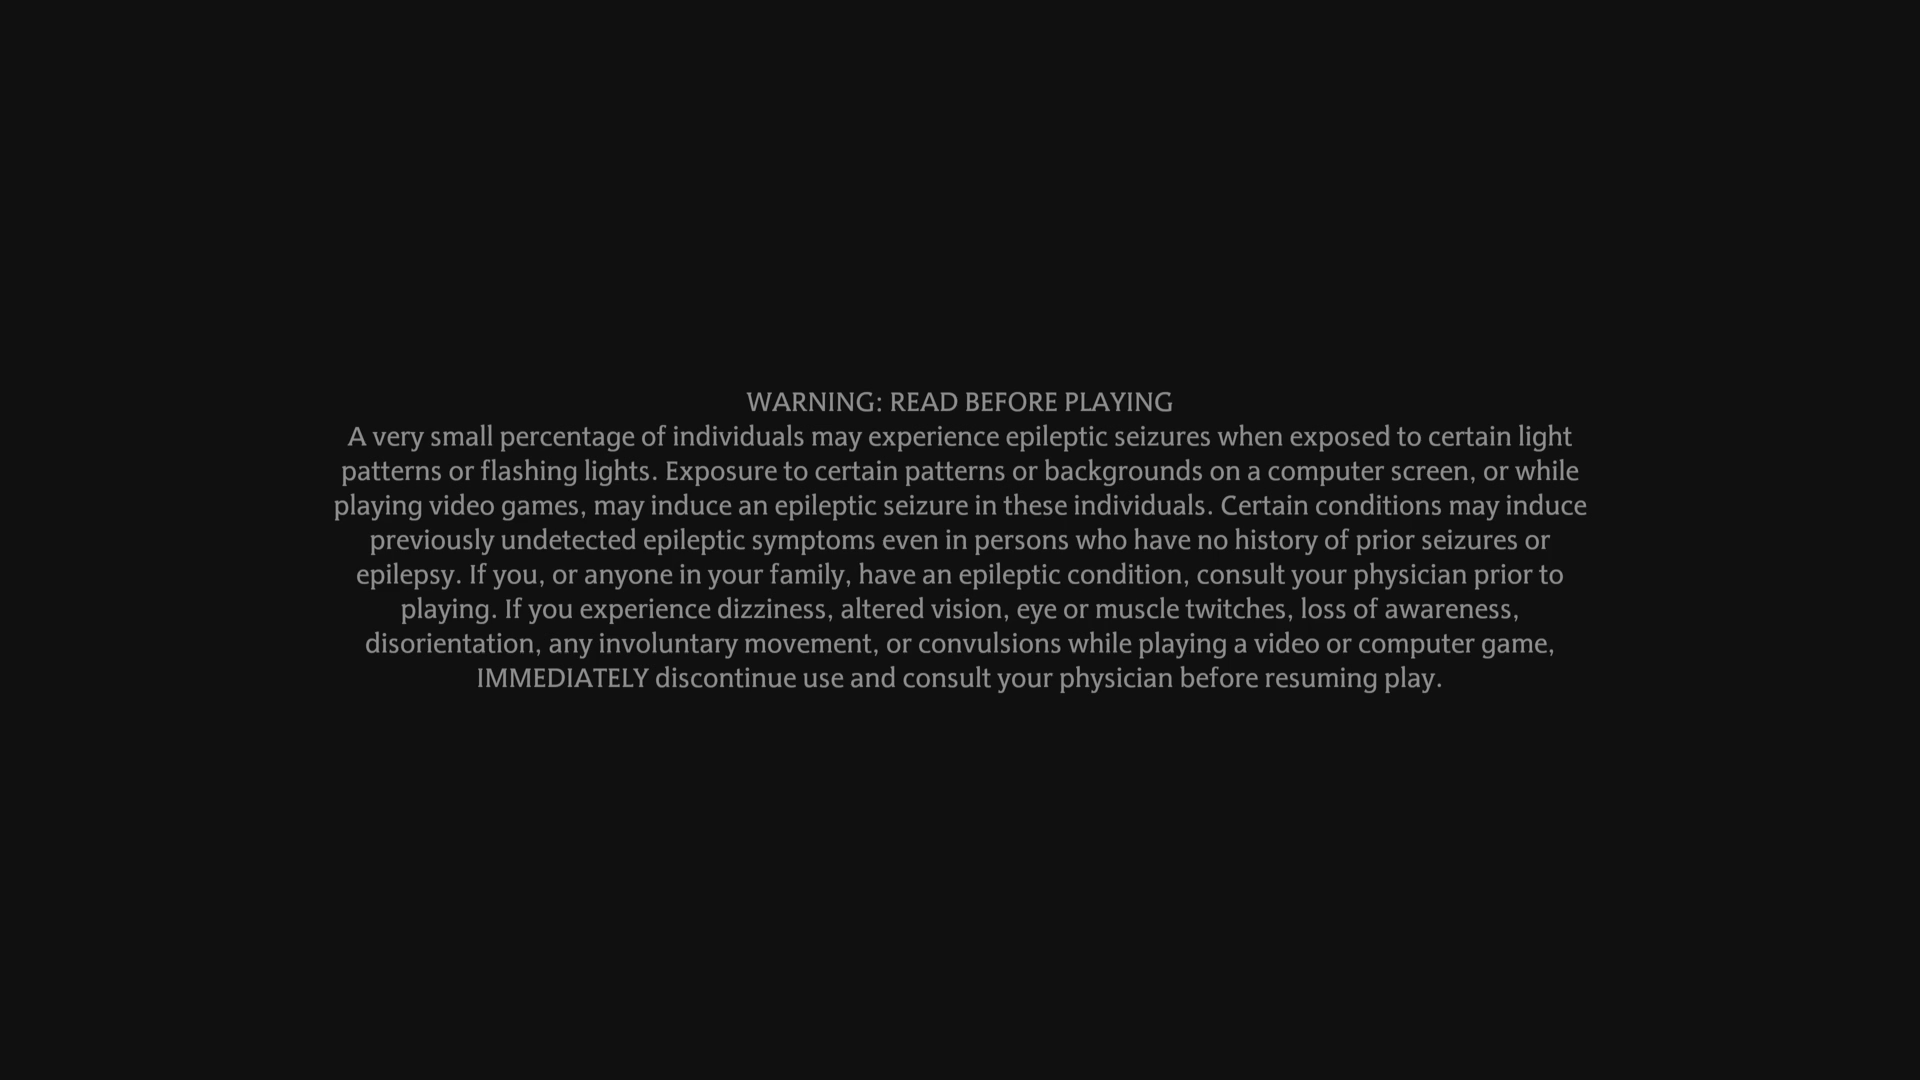 WARNING: READ BEFORE PLAYING
A very small percentage of individuals may experience epileptic seizures when exposed to certain light
patterns or flashing lights. Exposure to certain patterns or backgrounds on a computer screen, or while
playing video games, may induce an epileptic seizure in these individuals. Certain conditions may induce
previously undetected epileptic symptoms even in persons who have no history of prior seizures or
epilepsy. If you, or anyone in your family, have an epileptic condition, consult your physician prior to
playing. If you experience dizziness, altered vision, eye or muscle twitches, loss of awareness,
disorientation, any involuntary movement, or convulsions while playing a video or computer game,
IMMEDIATELY discontinue use and consult your physician before resuming play.